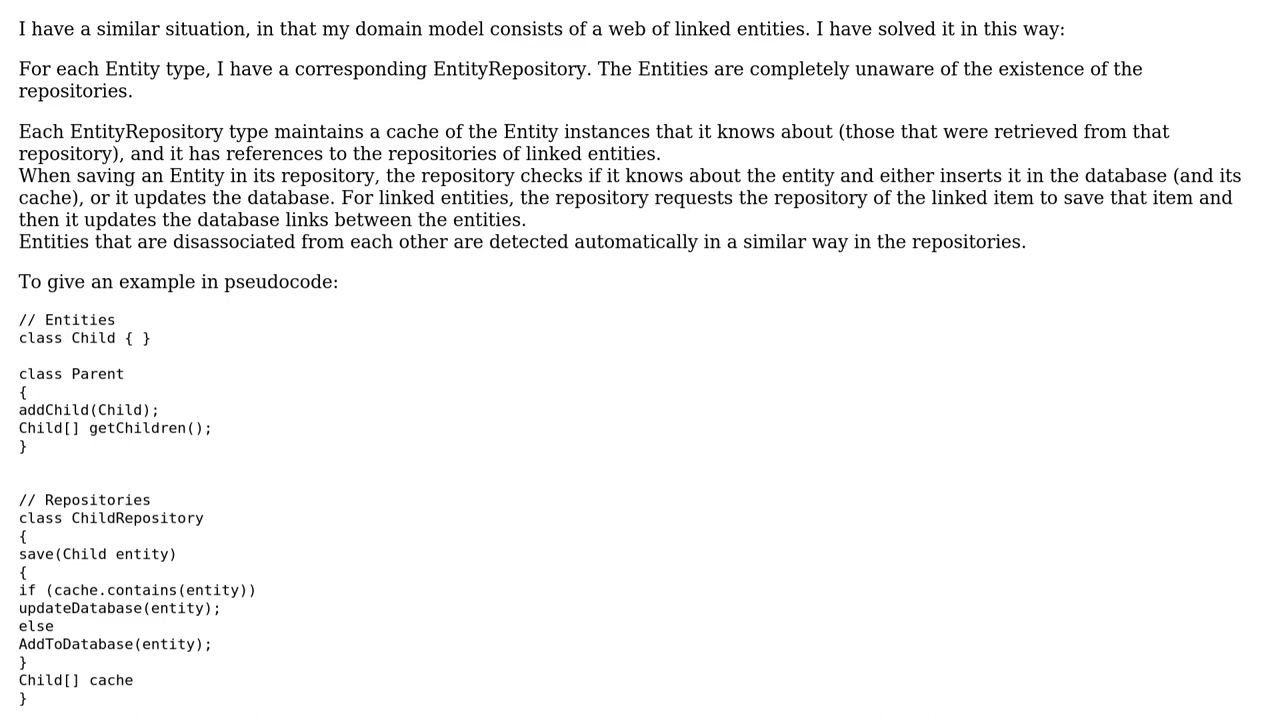 I have a similar situation, in that my domain model consists of a web of linked entities. I have solved it in this way:
For each Entity type, I have a corresponding EntityRepository. The Entities are completely unaware of the existence of the
repositories.
Each EntityRepository type maintains a cache of the Entity instances that it knows about (those that were retrieved from that
repository), and it has references to the repositories of linked entities.
When saving an Entity in its repository, the repository checks if it knows about the entity and either inserts it in the database (and its
cache), or it updates the database. For linked entities, the repository requests the repository of the linked item to save that item and
then it updates the database links between the entities.
Entities that are disassociated from each other are detected automatically in a similar way in the repositories.
To give an example in pseudocode:
// Entities
class Child { }
class Parent
{
addChild(Child);
Child[] getChildren();
}
// Repositories
class ChildRepository
{
save(Child entity)
{
if (cache.contains(entity))
updateDatabase(entity);
else
AddToDatabase(entity);
}
Child[] cache
}